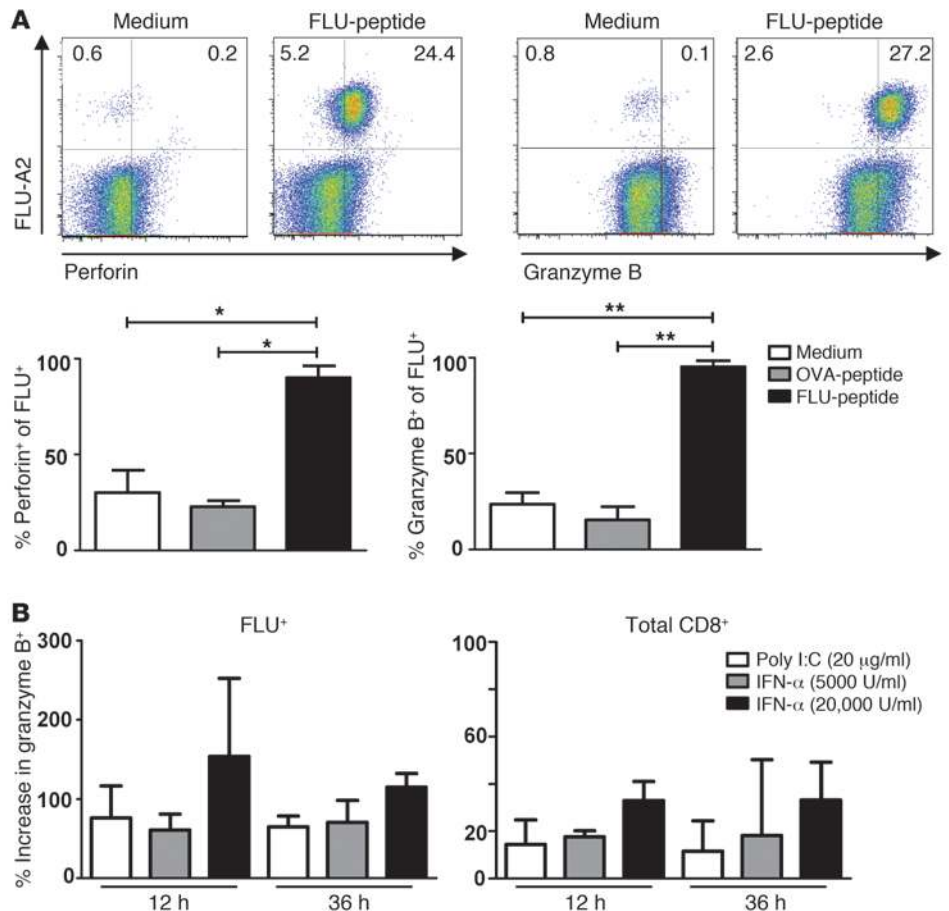 A
Medium
FLU-peptide
Medium
FLU-peptide
0.6
0.2
5.2
24.4
0.8
0.1
2.6
27.2
FLU-A2
Perforin
Granzyme B
*
*
100
50
0
% Perforin⁺ of FLU⁺
**
**
100
50
0
% Granzyme B⁺ of FLU⁺
Medium
OVA-peptide
FLU-peptide
B
FLU⁺
Total CD8⁺
% Increase in granzyme B⁺
300
200
100
0
12 h
36 h
100
60
20
0
12 h
36 h
Poly I:C (20 μg/ml)
IFN-α (5000 U/ml)
IFN-α (20,000 U/ml)